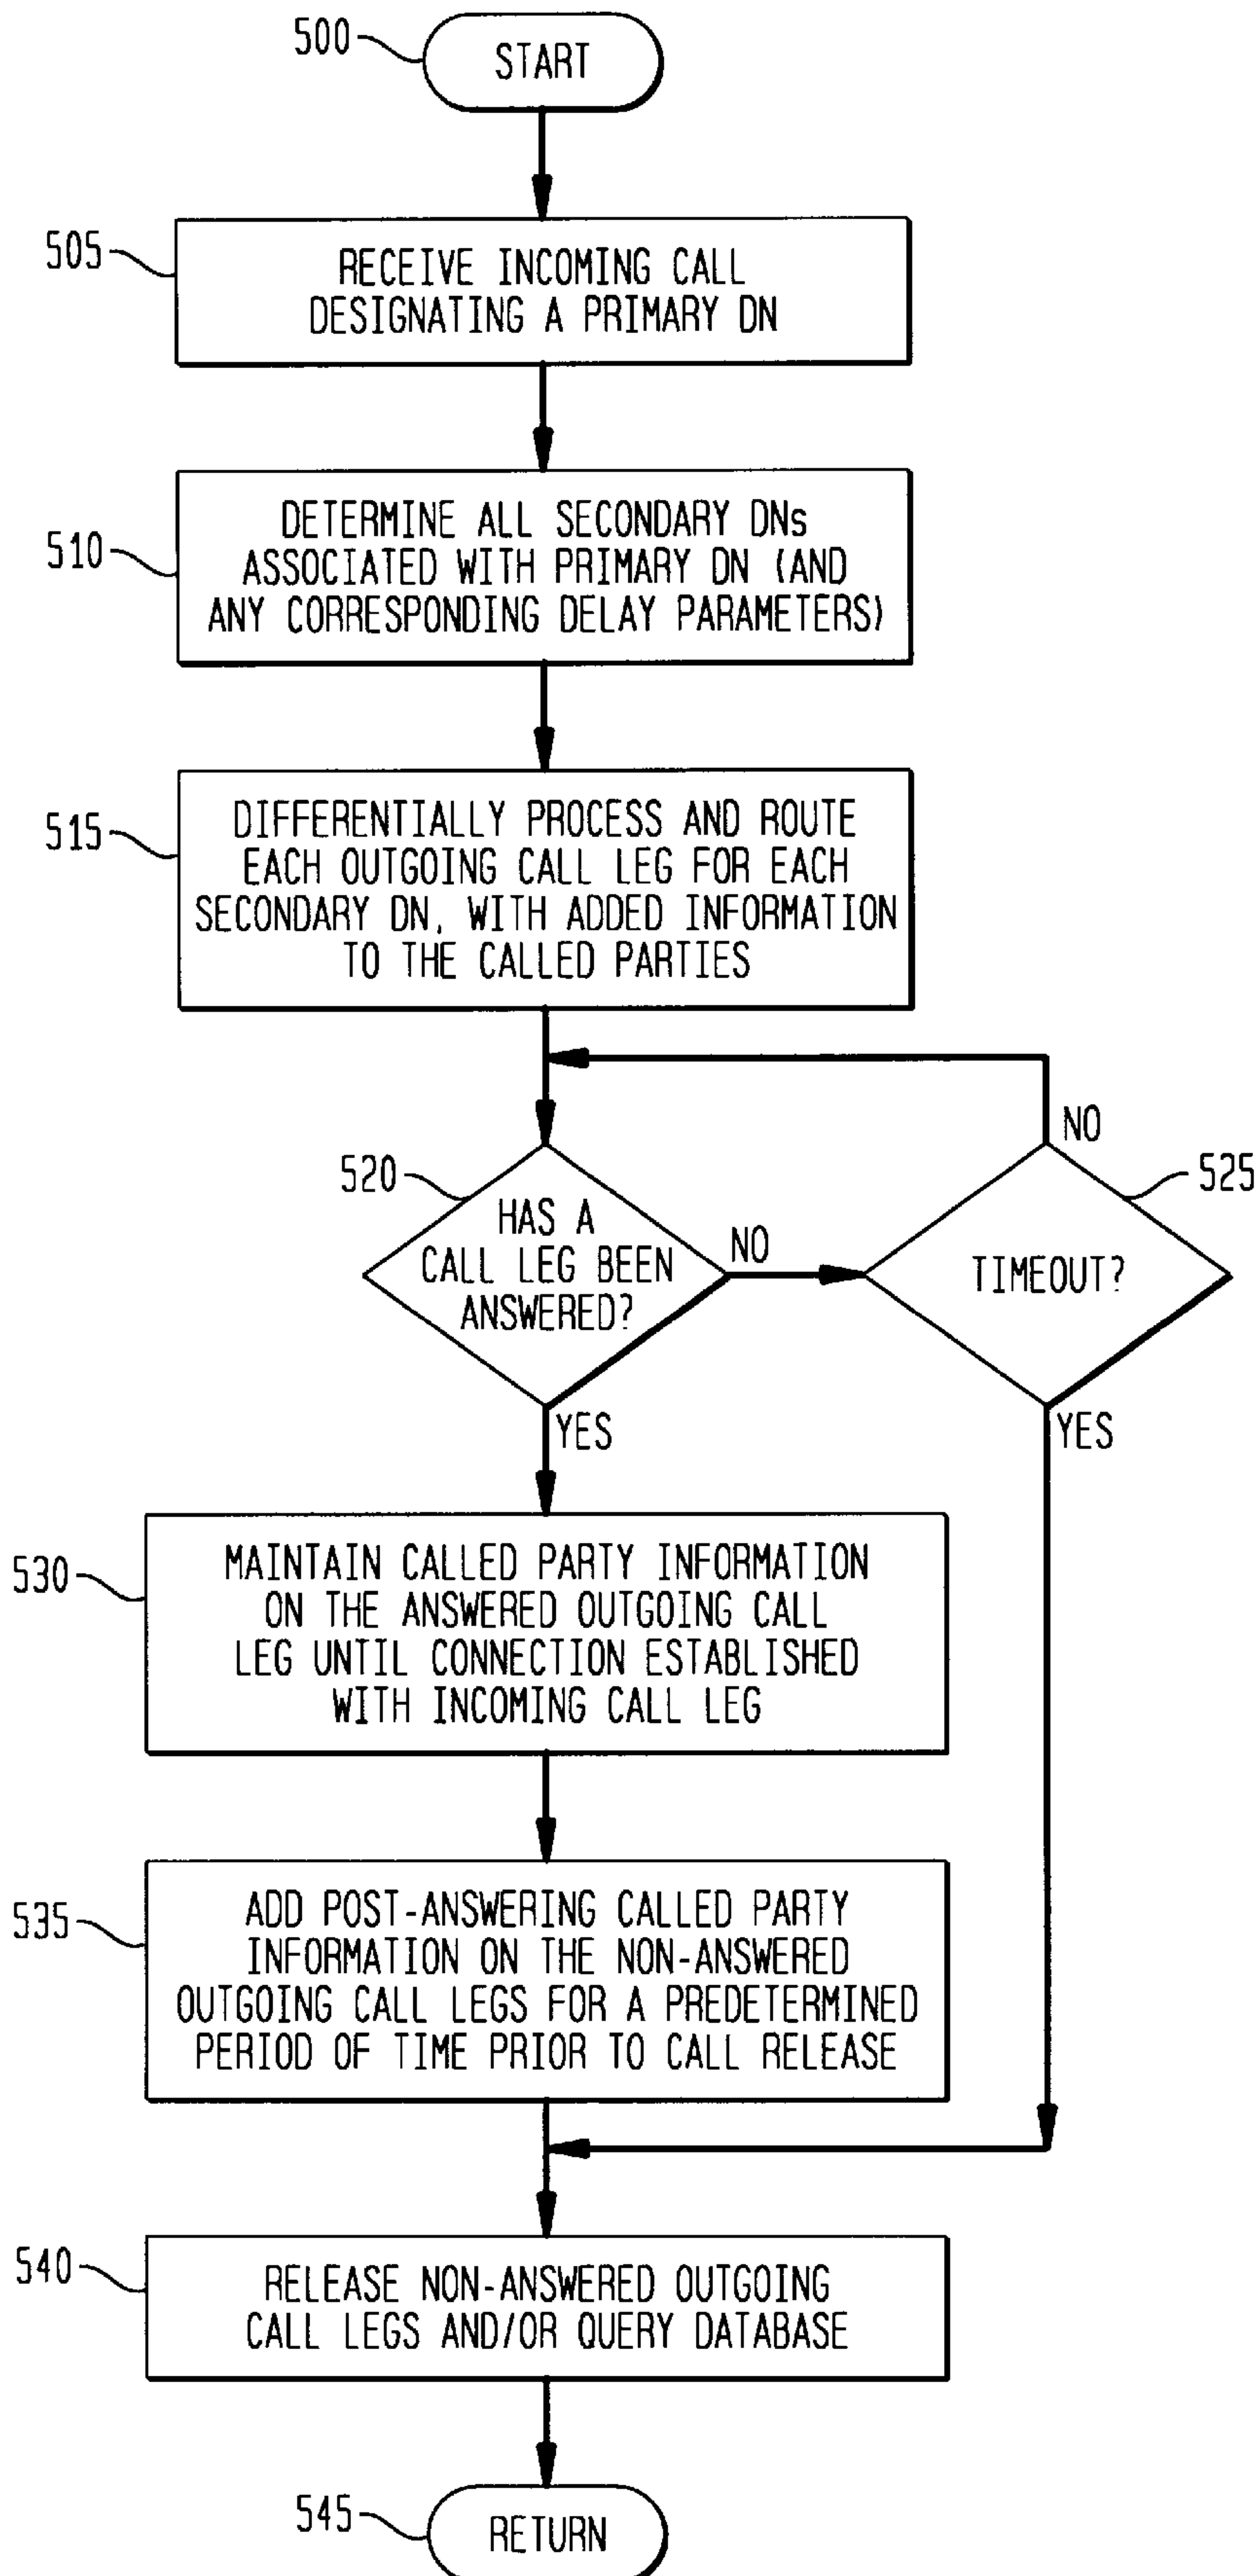 500
START
505
RECEIVE INCOMING CALL
DESIGNATING A PRIMARY DN
510
DETERMINE ALL SECONDARY DNs
ASSOCIATED WITH PRIMARY DN (AND
ANY CORRESPONDING DELAY PARAMETERS)
515
DIFFERENTIALLY PROCESS AND ROUTE
EACH OUTGOING CALL LEG FOR EACH
SECONDARY DN, WITH ADDED INFORMATION
TO THE CALLED PARTIES
520
HAS A
CALL LEG BEEN
ANSWERED?
NO
YES
525
TIMEOUT?
NO
YES
530
MAINTAIN CALLED PARTY INFORMATION
ON THE ANSWERED OUTGOING CALL
LEG UNTIL CONNECTION ESTABLISHED
WITH INCOMING CALL LEG
535
ADD POST-ANSWERING CALLED PARTY
INFORMATION ON THE NON-ANSWERED
OUTGOING CALL LEGS FOR A PREDETERMINED
PERIOD OF TIME PRIOR TO CALL RELEASE
540
RELEASE NON-ANSWERED OUTGOING
CALL LEGS AND/OR QUERY DATABASE
545
RETURN